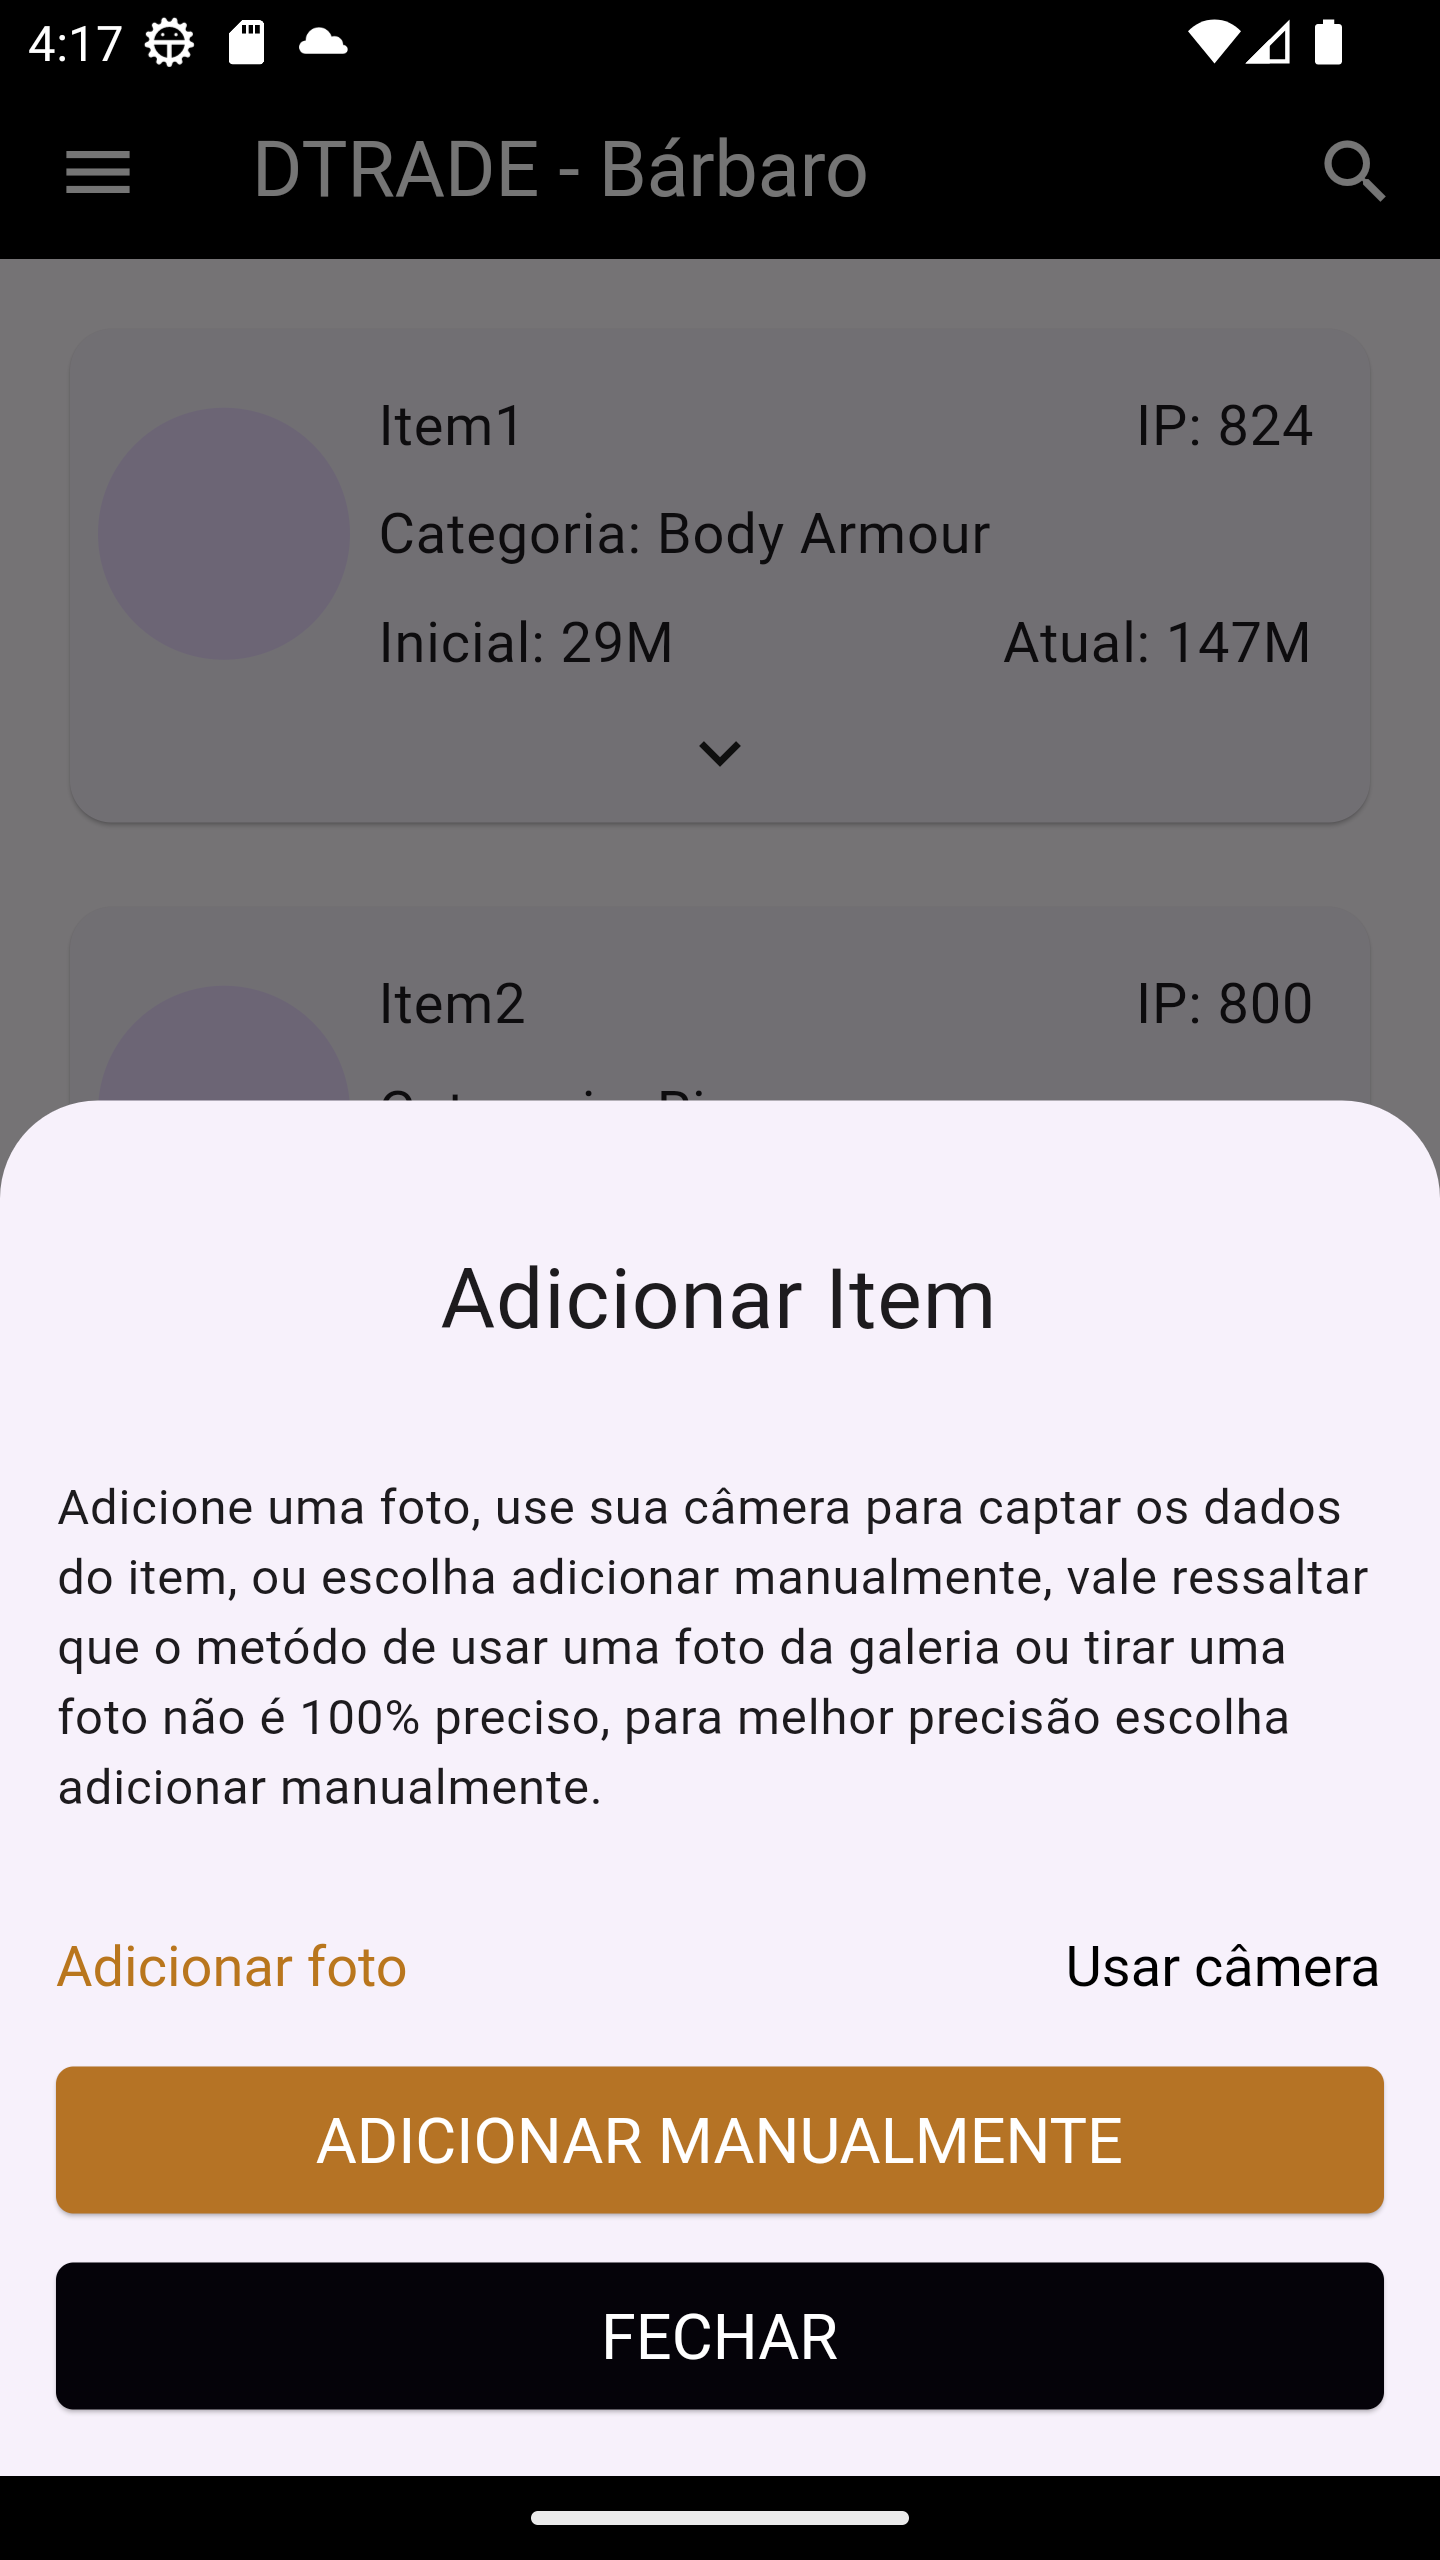 4:17
DTRADE - Bárbaro
Item1 IP: 824
Categoria: Body Armour
Inicial: 29M Atual: 147M
Item2 IP: 800
Adicionar Item
Adicione uma foto, use sua câmera para captar os dados
do item, ou escolha adicionar manualmente, vale ressaltar
que o metódo de usar uma foto da galeria ou tirar uma
foto não é 100% preciso, para melhor precisão escolha
adicionar manualmente.
Adicionar foto Usar câmera
ADICIONAR MANUALMENTE
FECHAR